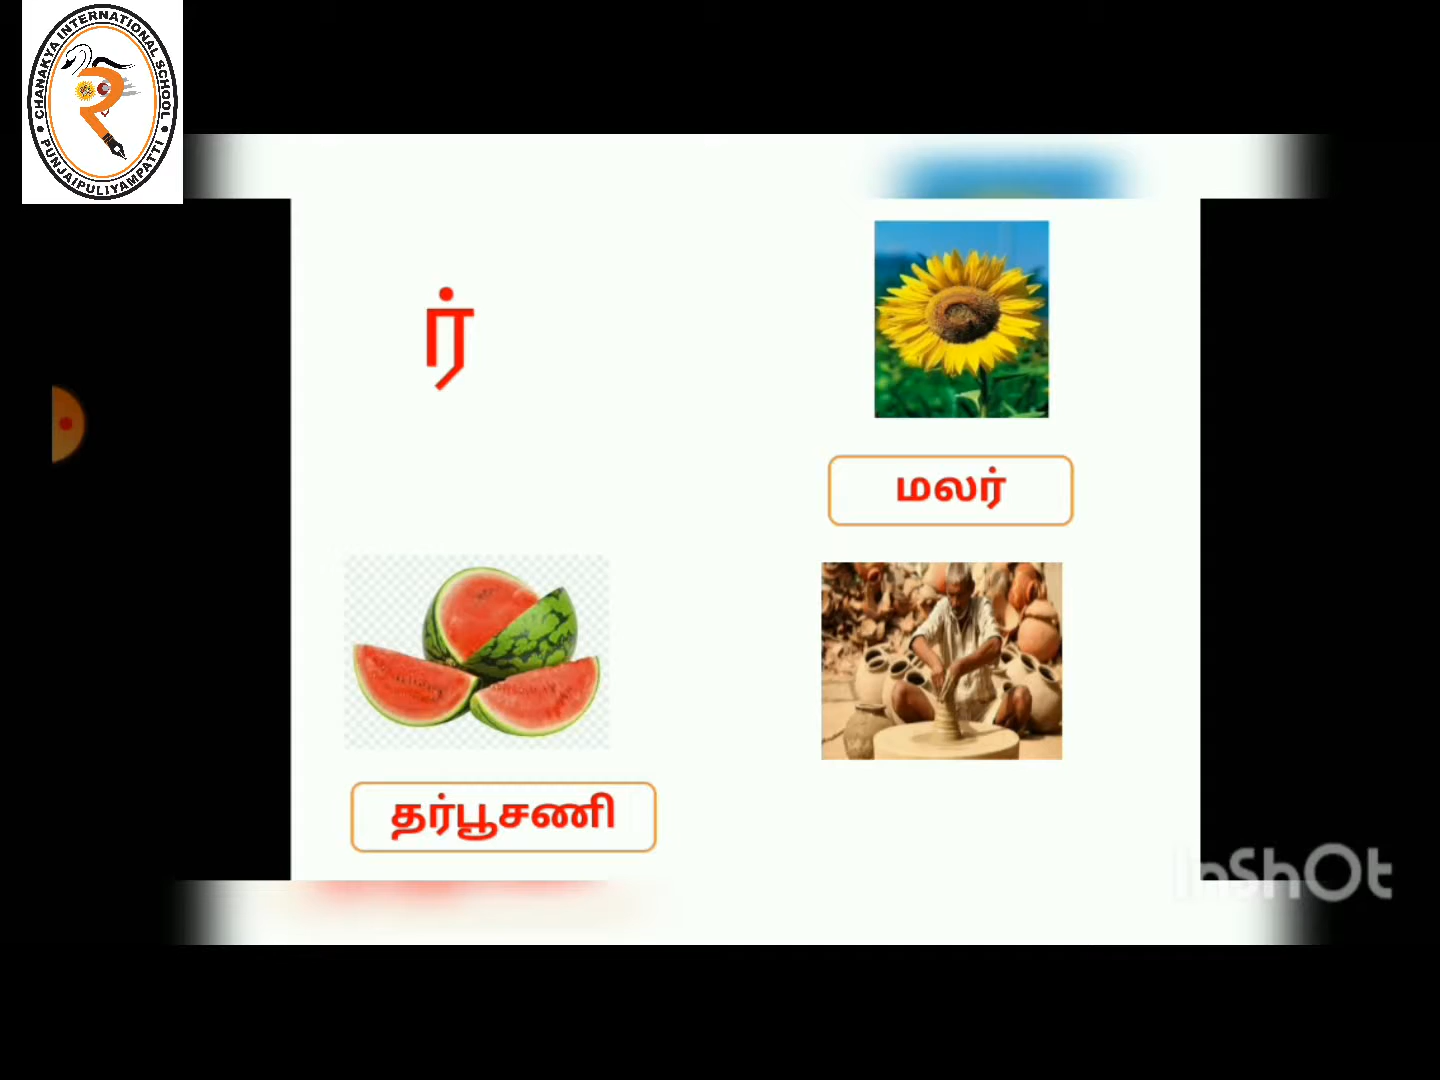 CHANAKYA INTERNATIONAL SCHOOL
• PUNJAIPULIYAMPATTI •
ர்
மலர்
தர்பூசணி
InShOt